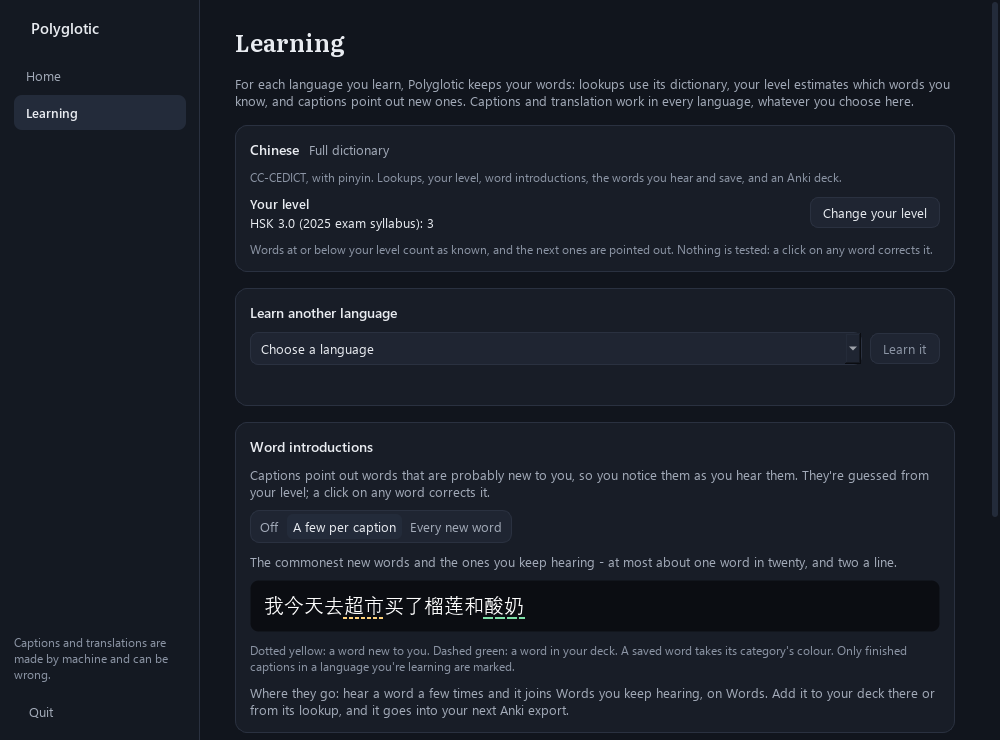 Polyglotic
Home
Learning
Captions and translations are
made by machine and can be
wrong.
Quit
Learning
For each language you learn, Polyglotic keeps your words: lookups use its dictionary, your level estimates which words you
know, and captions point out new ones. Captions and translation work in every language, whatever you choose here.
Chinese Full dictionary
CC-CEDICT, with pinyin. Lookups, your level, word introductions, the words you hear and save, and an Anki deck.
Your level
HSK 3.0 (2025 exam syllabus): 3
Change your level
Words at or below your level count as known, and the next ones are pointed out. Nothing is tested: a click on any word corrects it.
Learn another language
Choose a language
Learn it
Word introductions
Captions point out words that are probably new to you, so you notice them as you hear them. They're guessed from
your level; a click on any word corrects it.
Off A few per caption Every new word
The commonest new words and the ones you keep hearing - at most about one word in twenty, and two a line.
我今天去超市买了榴莲和酸奶
Dotted yellow: a word new to you. Dashed green: a word in your deck. A saved word takes its category's colour. Only finished
captions in a language you're learning are marked.
Where they go: hear a word a few times and it joins Words you keep hearing, on Words. Add it to your deck there or
from its lookup, and it goes into your next Anki export.